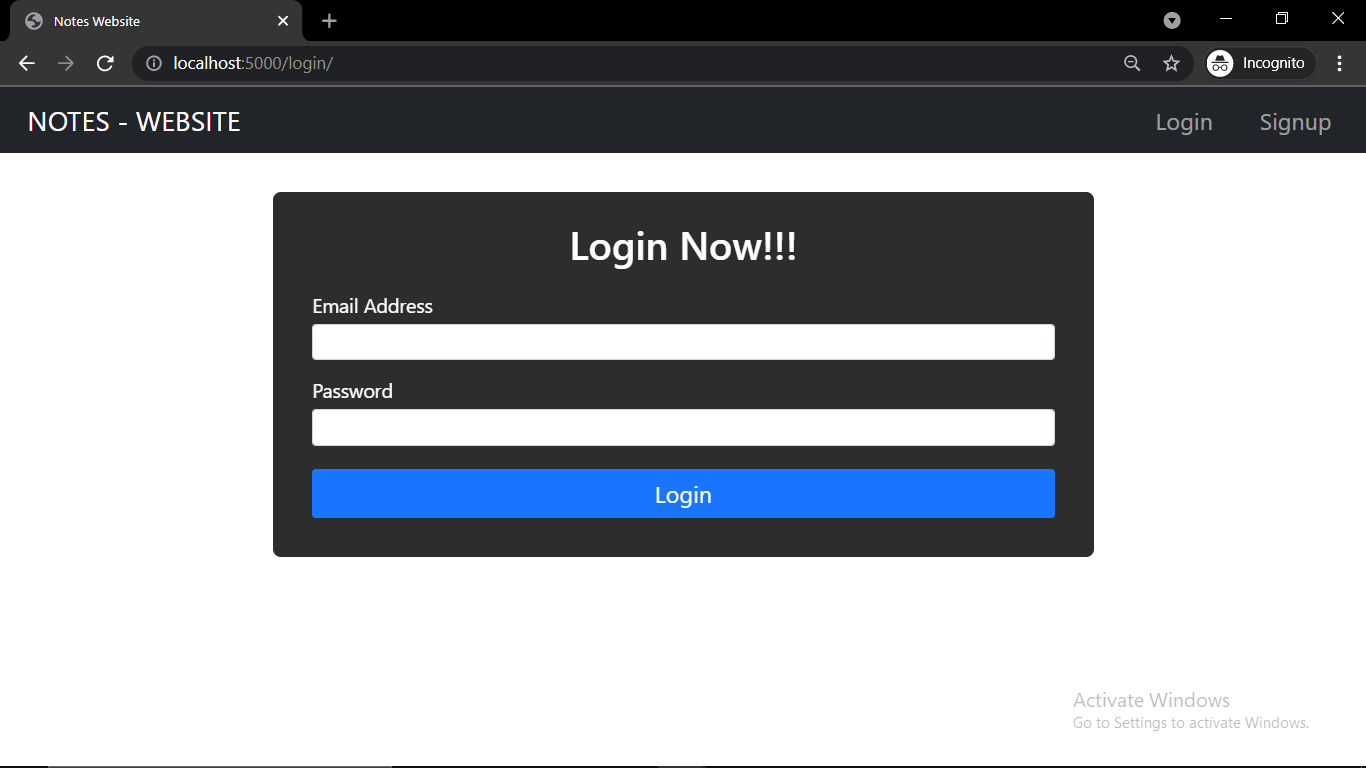 Notes Website
localhost:5000/login/
Incognito
NOTES - WEBSITE
Login
Signup
Login Now!!!
Email Address
Password
Login
Activate Windows
Go to Settings to activate Windows.